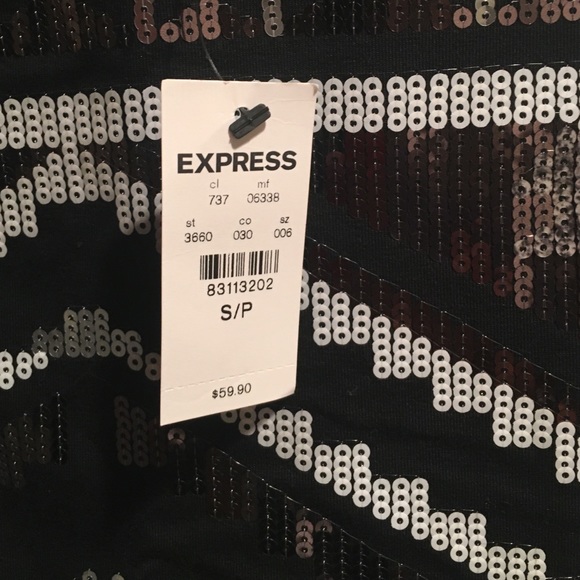 EXPRESS
cl mf
737 06338
st co sz
3660 030 006
83113202
S/P
$59.90